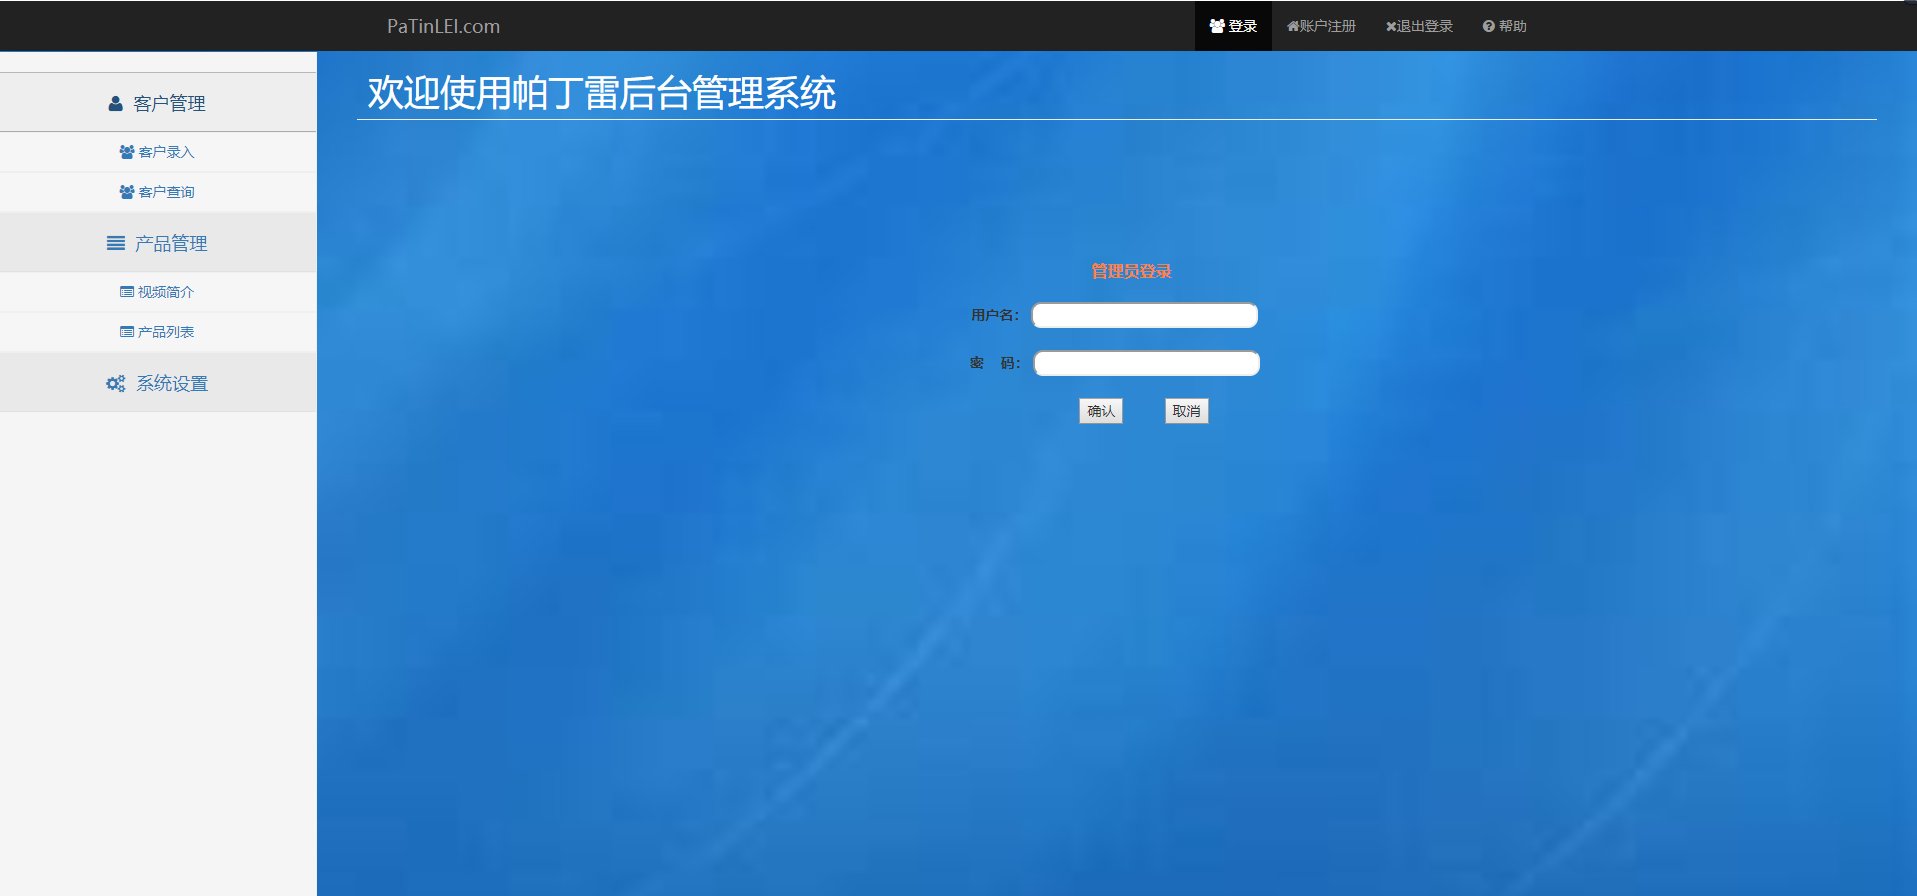 PaTinLEI.com
登录 账户注册 退出登录 帮助
欢迎使用帕丁雷后台管理系统
客户管理
客户录入
客户查询
产品管理
视频简介
产品列表
系统设置
管理员登录
用户名：
密 码：
确认 取消